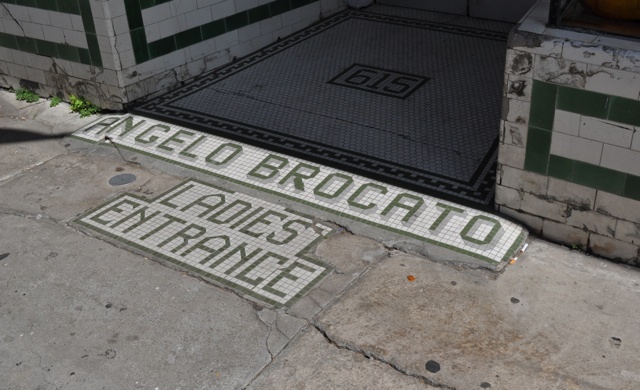 615
ANGELO BROCATO
LADIES'
ENTRANCE